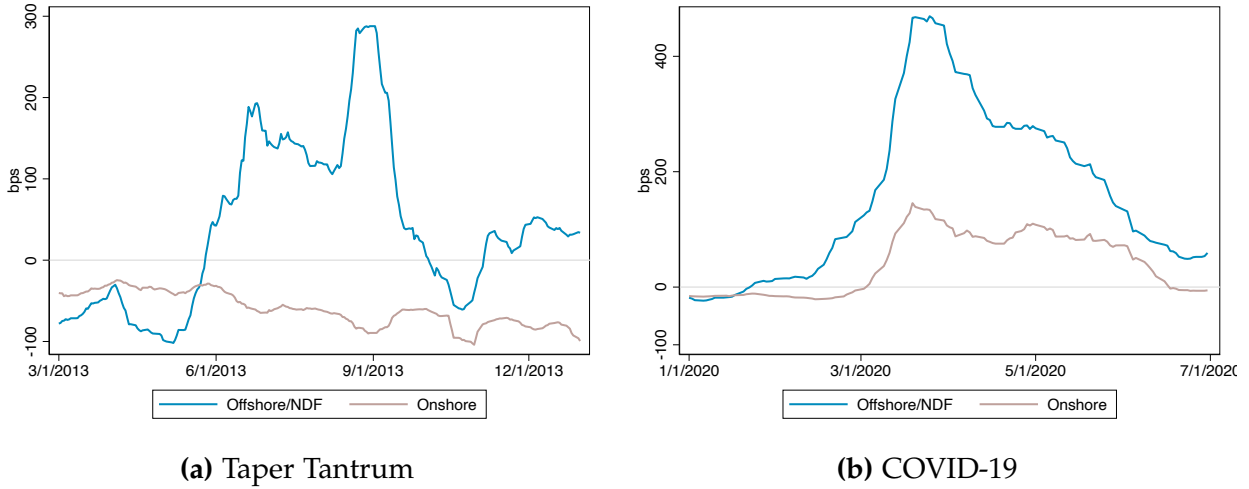 300
200
100
0
-100
bps
3/1/2013 6/1/2013 9/1/2013 12/1/2013
Offshore/NDF Onshore
(a) Taper Tantrum
400
200
0
-100
bps
1/1/2020 3/1/2020 5/1/2020 7/1/2020
Offshore/NDF Onshore
(b) COVID-19